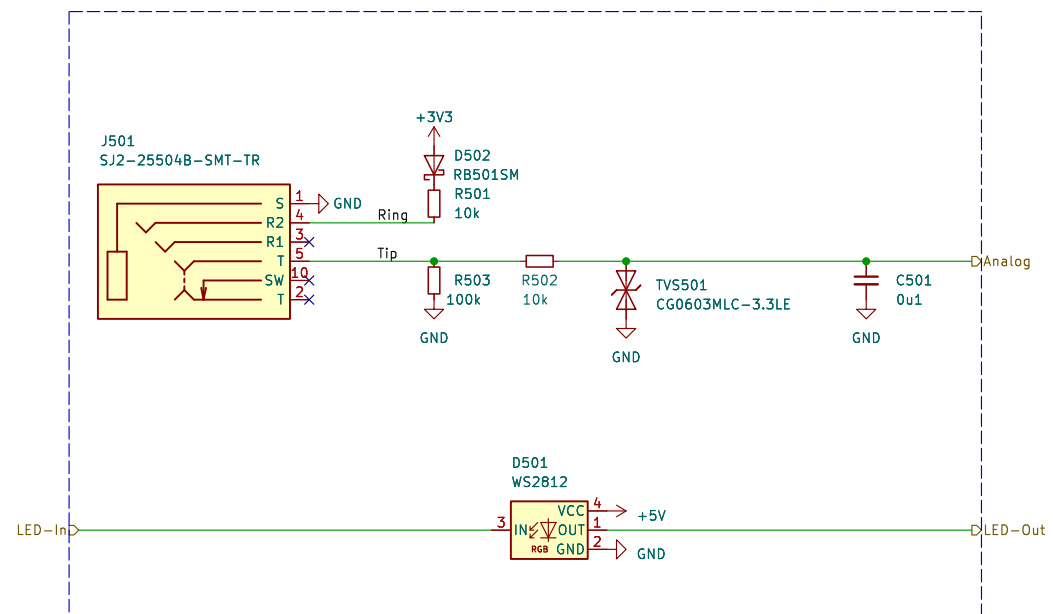 +3V3
J501
SJ2-25504B-SMT-TR
D502
RB501SM
R501
10k
S
1
GND
R2
4
Ring
R1
3
T
5
Tip
SW
10
T
2
R503
100k
GND
R502
10k
TVS501
CG0603MLC-3.3LE
GND
C501
0u1
GND
Analog
D501
WS2812
VCC
4
+5V
LED-In
3
IN
OUT
1
LED-Out
RGB
GND
2
GND